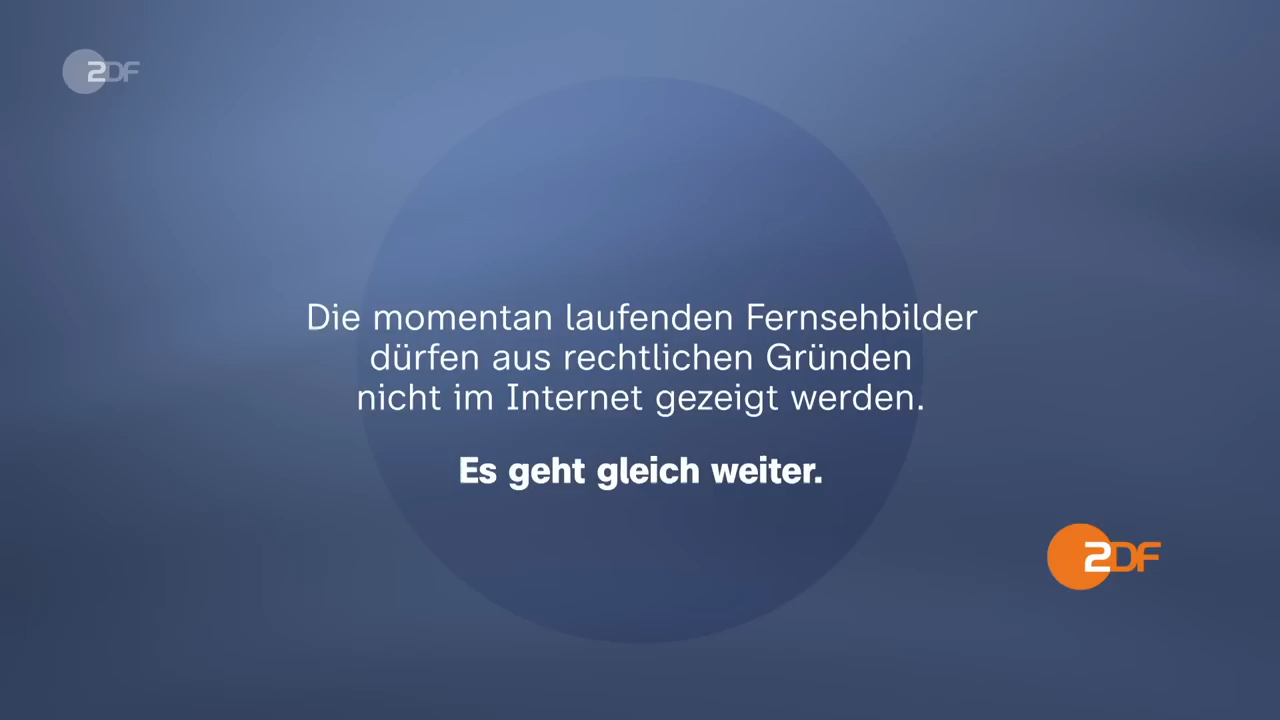 ZDF
Die momentan laufenden Fernsehbilder
dürfen aus rechtlichen Gründen
nicht im Internet gezeigt werden.
Es geht gleich weiter.
ZDF